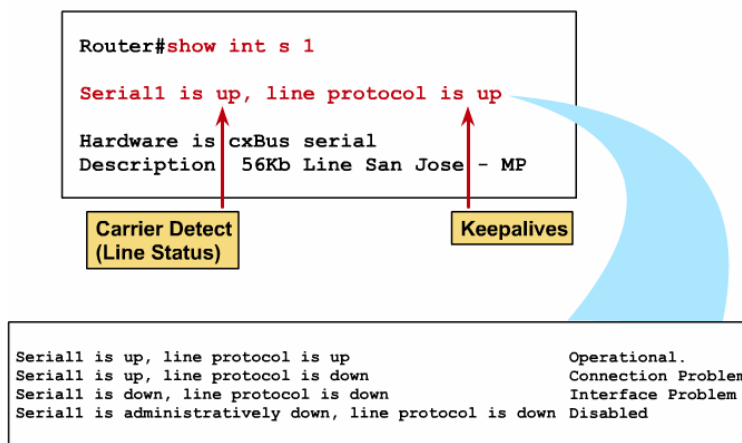 Router#show int s 1
Serial1 is up, line protocol is up
Hardware is cxBus serial
Description 56Kb Line San Jose - MP
Carrier Detect
(Line Status)
Keepalives
Serial1 is up, line protocol is up Operational.
Serial1 is up, line protocol is down Connection Problem
Serial1 is down, line protocol is down Interface Problem
Serial1 is administratively down, line protocol is down Disabled